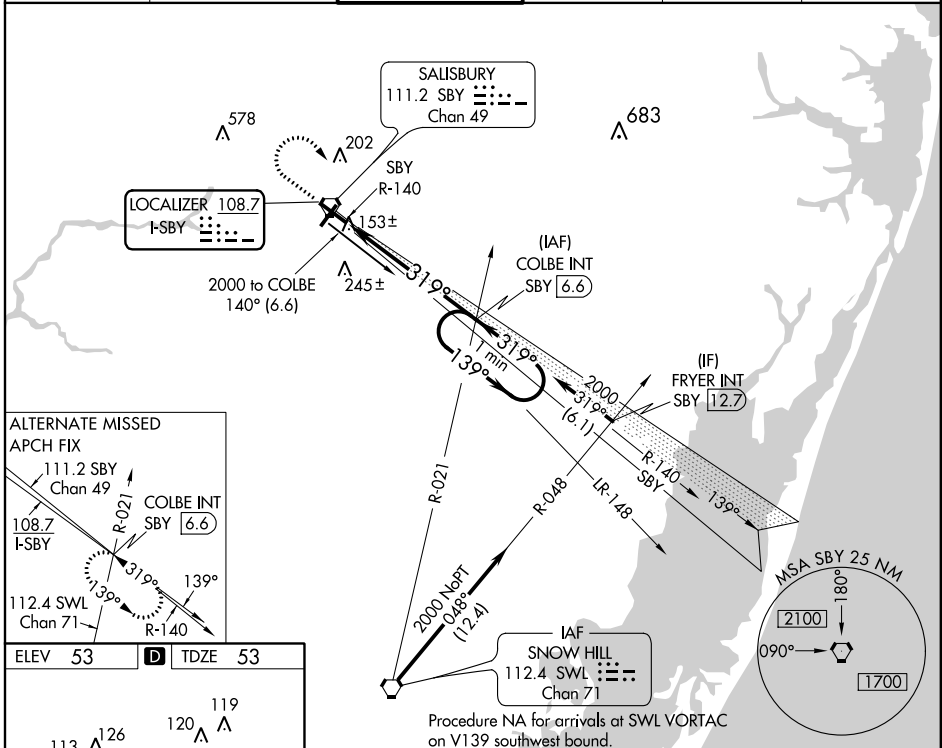 SALISBURY
111.2 SBY
Chan 49
578
202
683
SBY
R-140
LOCALIZER 108.7
I-SBY
153±
245±
2000 to COLBE
140° (6.6)
319°
(IAF)
COLBE INT
SBY 6.6
319°
1 min
139°
(IF)
FRYER INT
SBY 12.7
2000
319°
(6.1)
R-140
SBY
139°
LR-148
R-021
R-048
2000 NoPT
048°
(12.4)
ALTERNATE MISSED
APCH FIX
111.2 SBY
Chan 49
R-021
COLBE INT
SBY 6.6
108.7
I-SBY
319°
139°
139°
112.4 SWL
Chan 71
R-140
MSA SBY 25 NM
180°
2100
090°
1700
IAF
SNOW HILL
112.4 SWL
Chan 71
Procedure NA for arrivals at SWL VORTAC
on V139 southwest bound.
ELEV 53 D TDZE 53
119
120
126
113